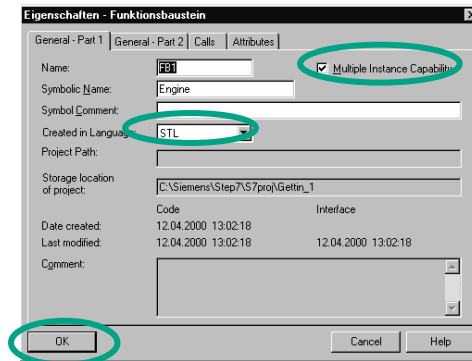 Eigenschaften - Funktionsbaustein
General - Part 1 General - Part 2 Calls Attributes
Name: FB1 Multiple Instance Capability
Symbolic Name: Engine
Symbol Comment:
Created in Language: STL
Project Path:
Storage location
of project: C:\Siemens\Step7\S7proj\Gettin_1
Code Interface
Date created: 12.04.2000 13:02:18
Last modified: 12.04.2000 13:02:18 12.04.2000 13:02:18
Comment:
OK Cancel Help